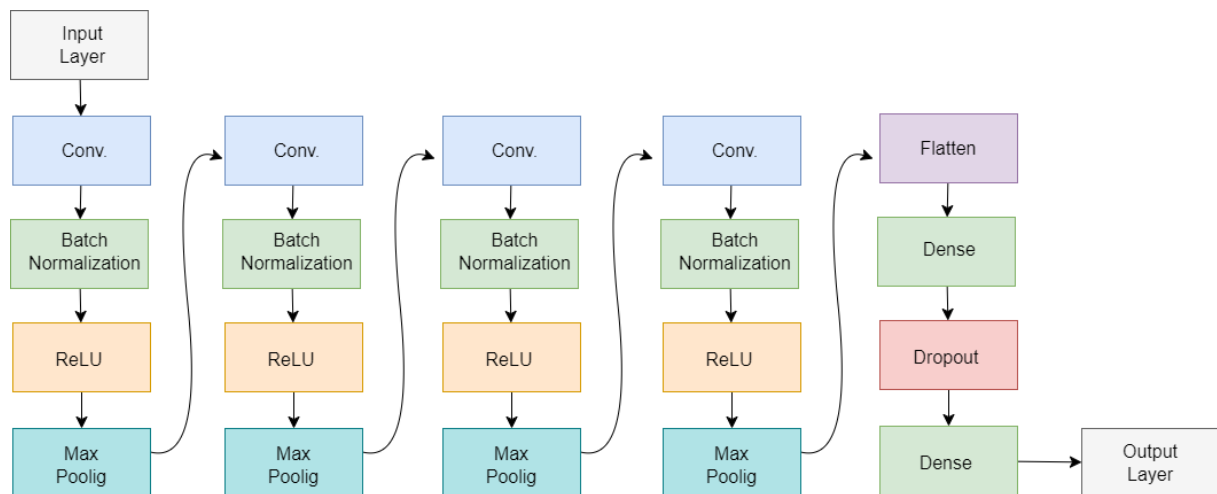 Input
Layer
Conv.
Batch
Normalization
ReLU
Max
Poolig
Conv.
Batch
Normalization
ReLU
Max
Poolig
Conv.
Batch
Normalization
ReLU
Max
Poolig
Conv.
Batch
Normalization
ReLU
Max
Poolig
Flatten
Dense
Dropout
Dense
Output
Layer